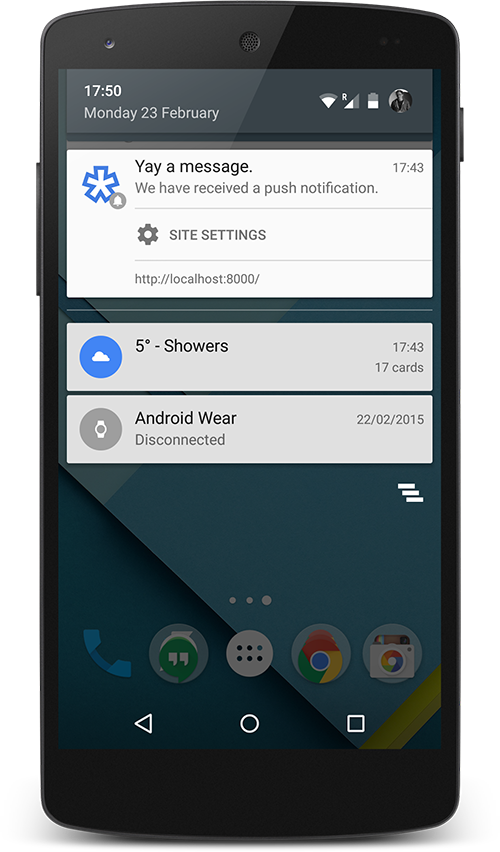 17:50
Monday 23 February
R
Yay a message. 17:43
We have received a push notification.
SITE SETTINGS
http://localhost:8000/
5° - Showers 17:43
17 cards
Android Wear 22/02/2015
Disconnected